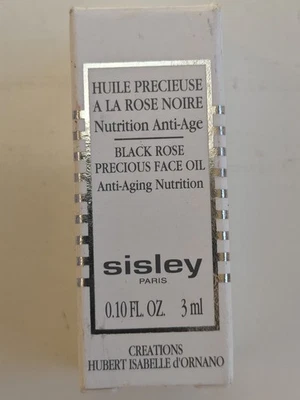 HUILE PRECIEUSE
A LA ROSE NOIRE
Nutrition Anti-Age
BLACK ROSE
PRECIOUS FACE OIL
Anti-Aging Nutrition
sisley
PARIS
0.10 FL. OZ. 3 ml
CREATIONS
HUBERT ISABELLE d'ORNANO